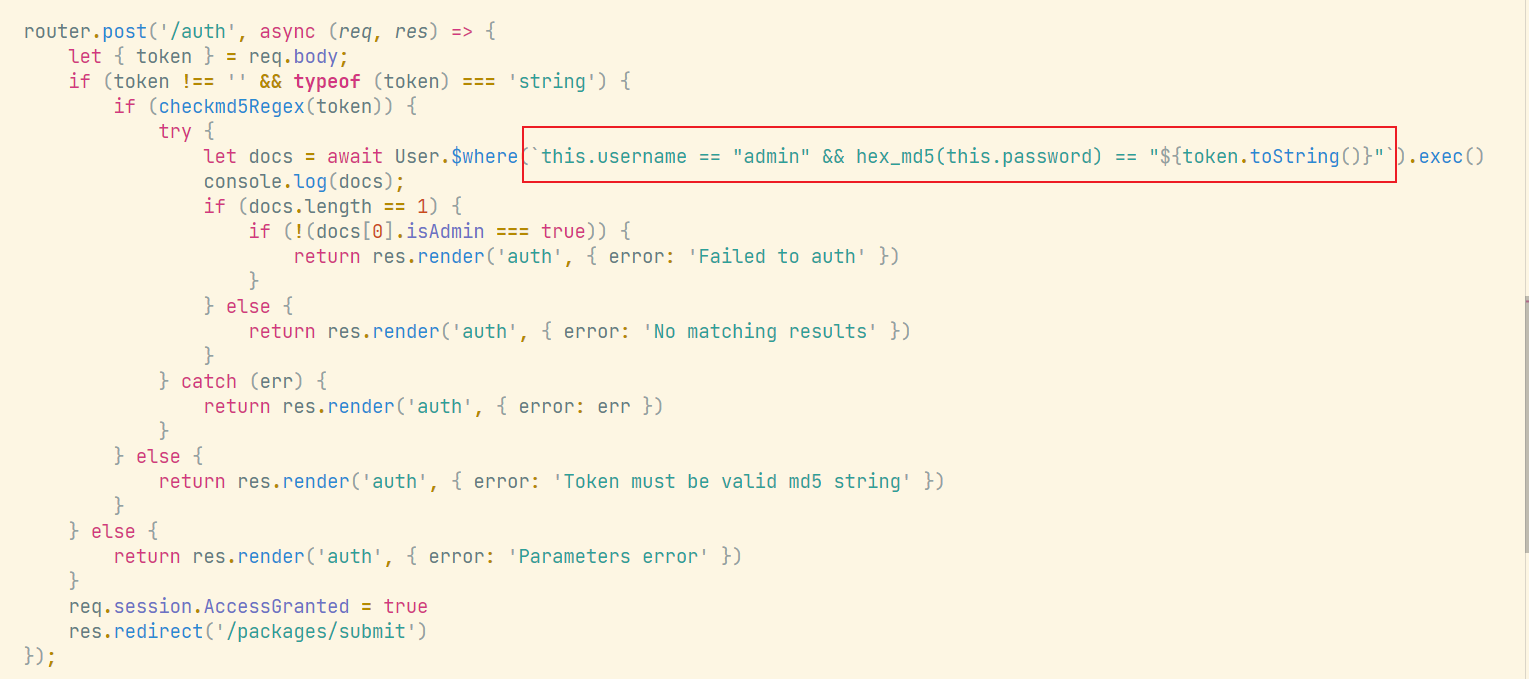 router.post('/auth', async (req, res) => {
    let { token } = req.body;
    if (token !== '' && typeof (token) === 'string') {
        if (checkmd5Regex(token)) {
            try {
                let docs = await User.$where(`this.username == "admin" && hex_md5(this.password) == "${token.toString()}"`).exec()
                console.log(docs);
                if (docs.length == 1) {
                    if (!(docs[0].isAdmin === true)) {
                        return res.render('auth', { error: 'Failed to auth' })
                    }
                } else {
                    return res.render('auth', { error: 'No matching results' })
                }
            } catch (err) {
                return res.render('auth', { error: err })
            }
        } else {
            return res.render('auth', { error: 'Token must be valid md5 string' })
        }
    } else {
        return res.render('auth', { error: 'Parameters error' })
    }
    req.session.AccessGranted = true
    res.redirect('/packages/submit')
});